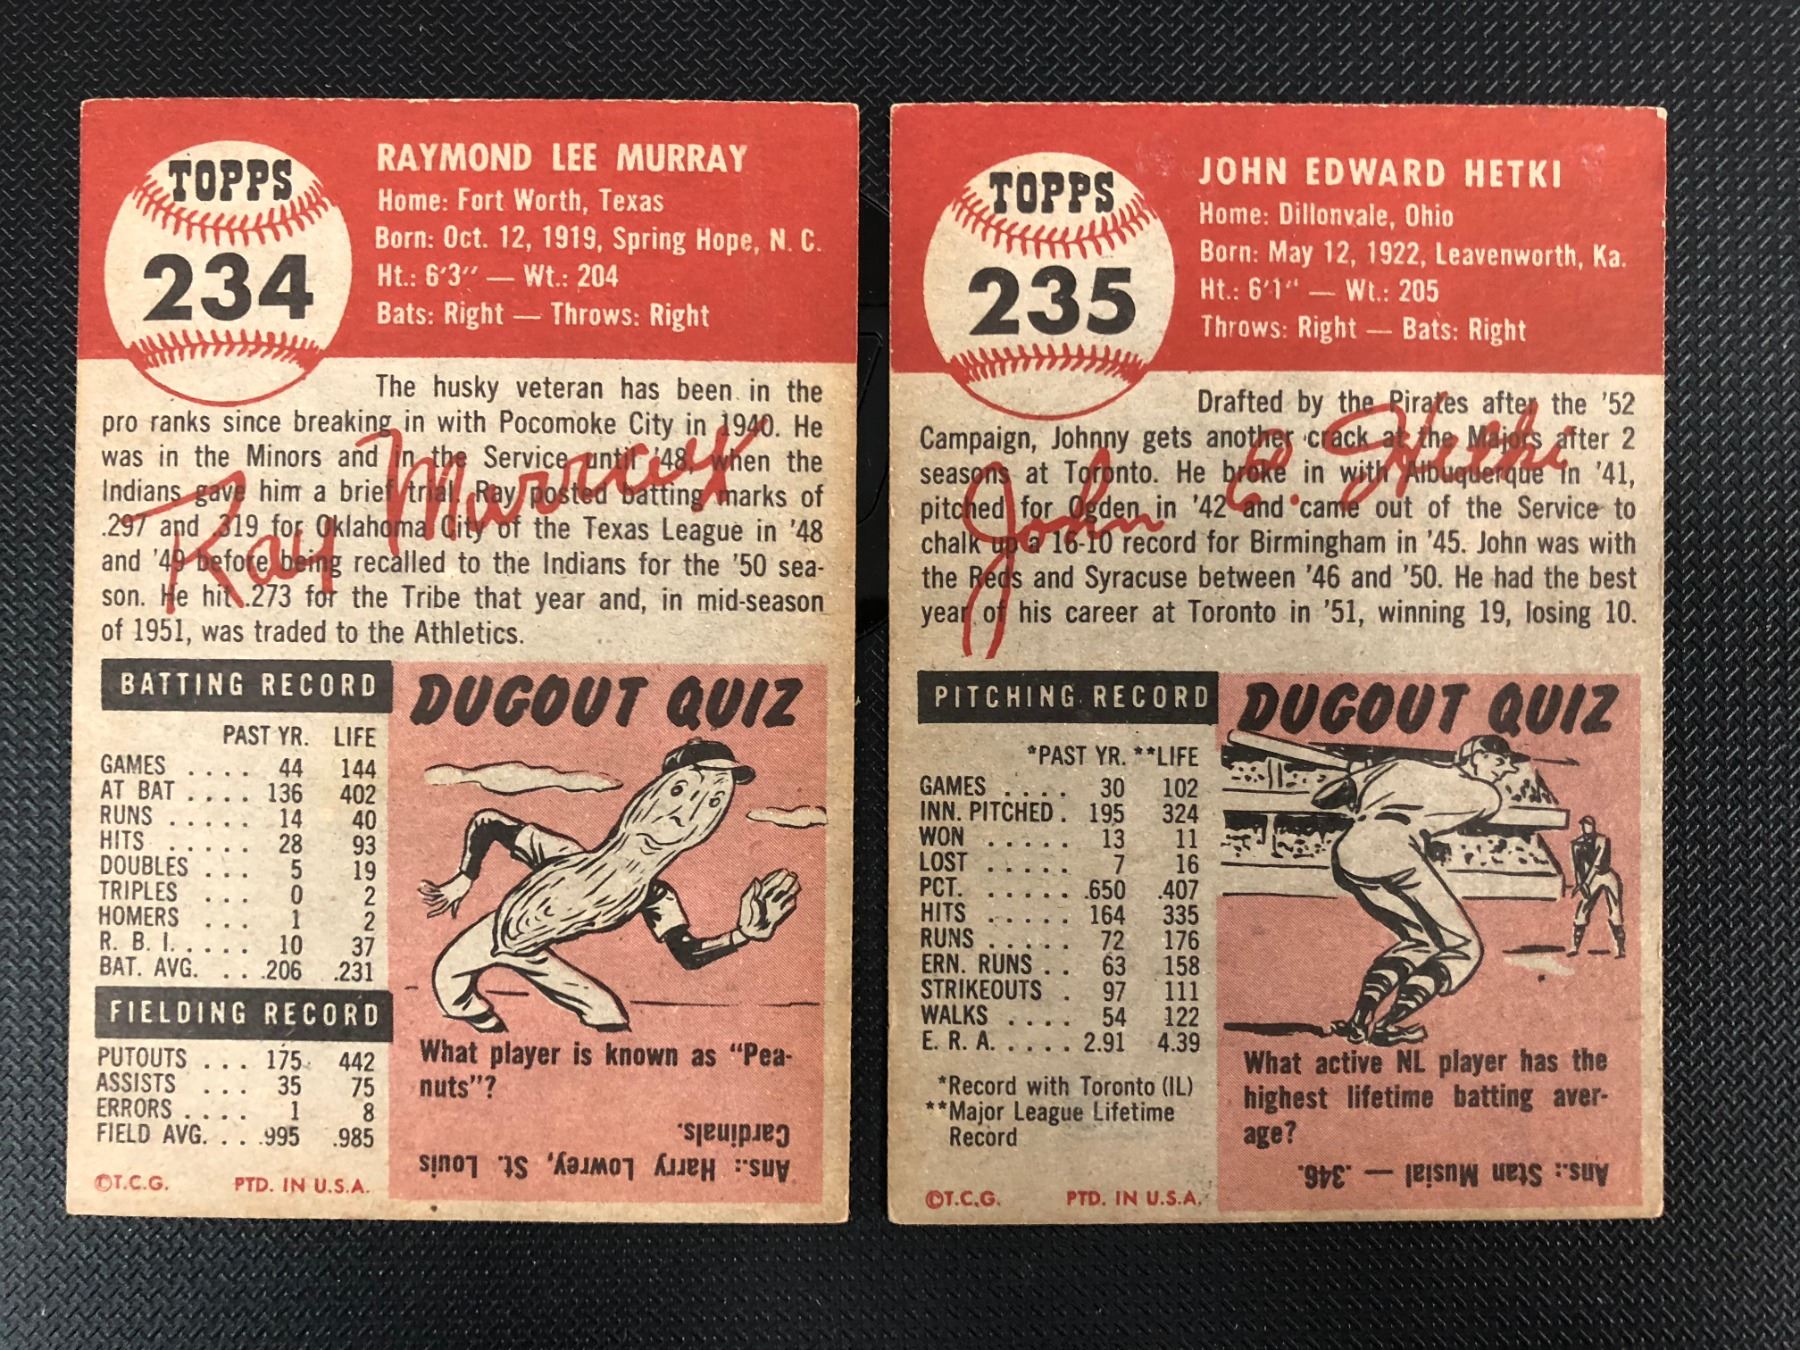 TOPPS
234
RAYMOND LEE MURRAY
Home: Fort Worth, Texas
Born: Oct. 12, 1919, Spring Hope, N. C.
Ht.: 6'3" — Wt.: 204
Bats: Right — Throws: Right
The husky veteran has been in the
pro ranks since breaking in with Pocomoke City in 1940. He
was in the Minors and in the Service until '48, when the
Indians gave him a brief trial. Ray posted batting marks of
.297 and .319 for Oklahoma City of the Texas League in '48
and '49 before being recalled to the Indians for the '50 sea-
son. He hit .273 for the Tribe that year and, in mid-season
of 1951, was traded to the Athletics.
Ray Murray
BATTING RECORD
PAST YR. LIFE
GAMES .... 44 144
AT BAT .... 136 402
RUNS ..... 14 40
HITS ..... 28 93
DOUBLES ... 5 19
TRIPLES ... 0 2
HOMERS ... 1 2
R. B. I. .... 10 37
BAT. AVG. ... .206 .231
FIELDING RECORD
PUTOUTS ... 175 442
ASSISTS ... 35 75
ERRORS .... 1 8
FIELD AVG. ... .995 .985
©T.C.G. PTD. IN U.S.A.
DUGOUT QUIZ
What player is known as "Pea-
nuts"?
Ans.: Harry Lowrey, St. Louis
Cardinals.
TOPPS
235
JOHN EDWARD HETKI
Home: Dillonvale, Ohio
Born: May 12, 1922, Leavenworth, Ka.
Ht.: 6'1" — Wt.: 205
Throws: Right — Bats: Right
Drafted by the Pirates after the '52
Campaign, Johnny gets another crack at the Majors after 2
seasons at Toronto. He broke in with Albuquerque in '41,
pitched for Ogden in '42 and came out of the Service to
chalk up a 16-10 record for Birmingham in '45. John was with
the Reds and Syracuse between '46 and '50. He had the best
year of his career at Toronto in '51, winning 19, losing 10.
John E. Hetki
PITCHING RECORD
*PAST YR. **LIFE
GAMES .... 30 102
INN. PITCHED . 195 324
WON ..... 13 11
LOST ..... 7 16
PCT. ..... .650 .407
HITS ..... 164 335
RUNS ..... 72 176
ERN. RUNS .. 63 158
STRIKEOUTS . 97 111
WALKS .... 54 122
E. R. A. ..... 2.91 4.39
*Record with Toronto (IL)
**Major League Lifetime
Record
©T.C.G. PTD. IN U.S.A.
DUGOUT QUIZ
What active NL player has the
highest lifetime batting aver-
age?
Ans.: Stan Musial — .346.